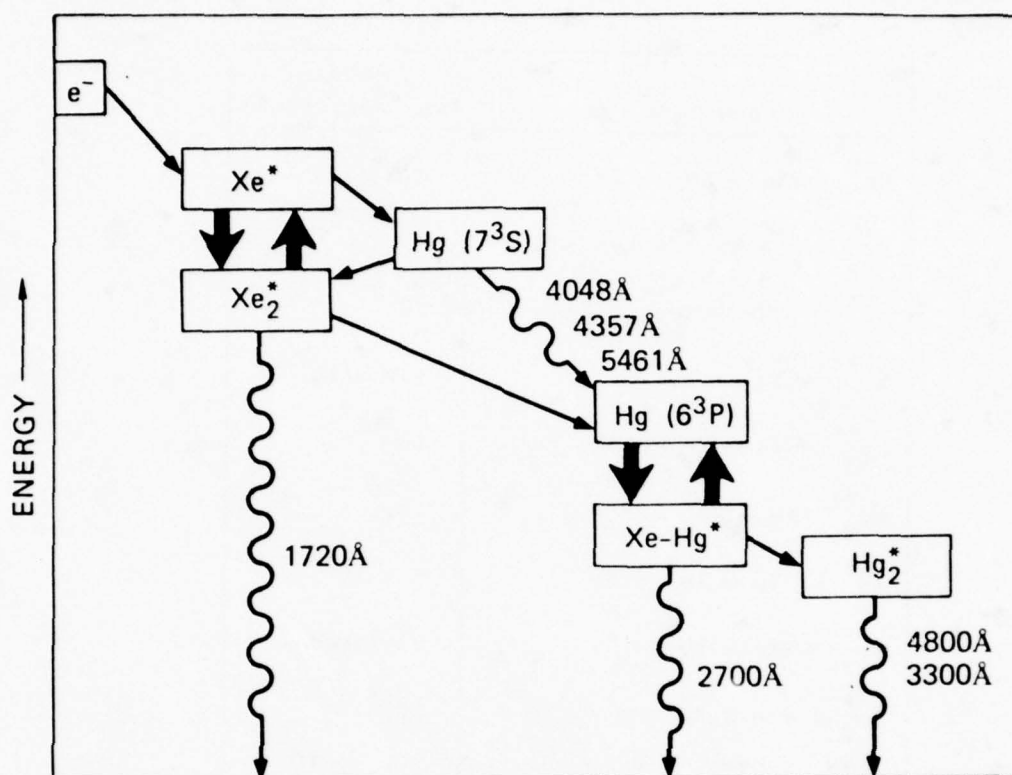 e⁻
Xe*
Hg (7³S)
Xe₂*
4048Å
4357Å
5461Å
Hg (6³P)
ENERGY
Xe-Hg*
Hg₂*
1720Å
2700Å
4800Å
3300Å